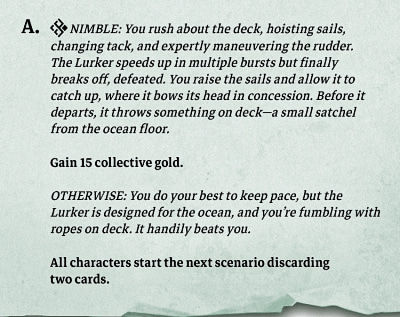 A. NIMBLE: You rush about the deck, hoisting sails,
changing tack, and expertly maneuvering the rudder.
The Lurker speeds up in multiple bursts but finally
breaks off, defeated. You raise the sails and allow it to
catch up, where it bows its head in concession. Before it
departs, it throws something on deck—a small satchel
from the ocean floor.
Gain 15 collective gold.
OTHERWISE: You do your best to keep pace, but the
Lurker is designed for the ocean, and you’re fumbling with
ropes on deck. It handily beats you.
All characters start the next scenario discarding
two cards.